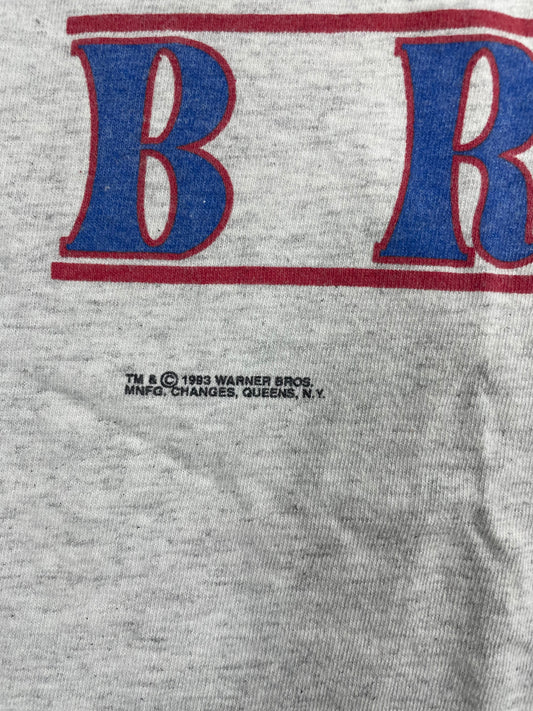 B R
TM & © 1993 WARNER BROS.
MNFG. CHANGES, QUEENS, N.Y.